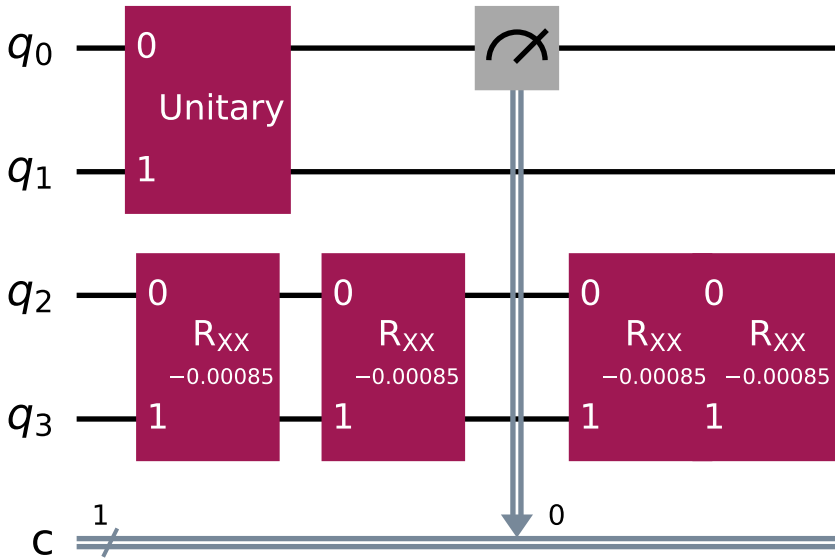 q0
0
Unitary
q1
1
q2
0 0 0 0
RXX RXX RXX RXX
−0.00085 −0.00085 −0.00085 −0.00085
q3
1 1 1 1
1 0
c